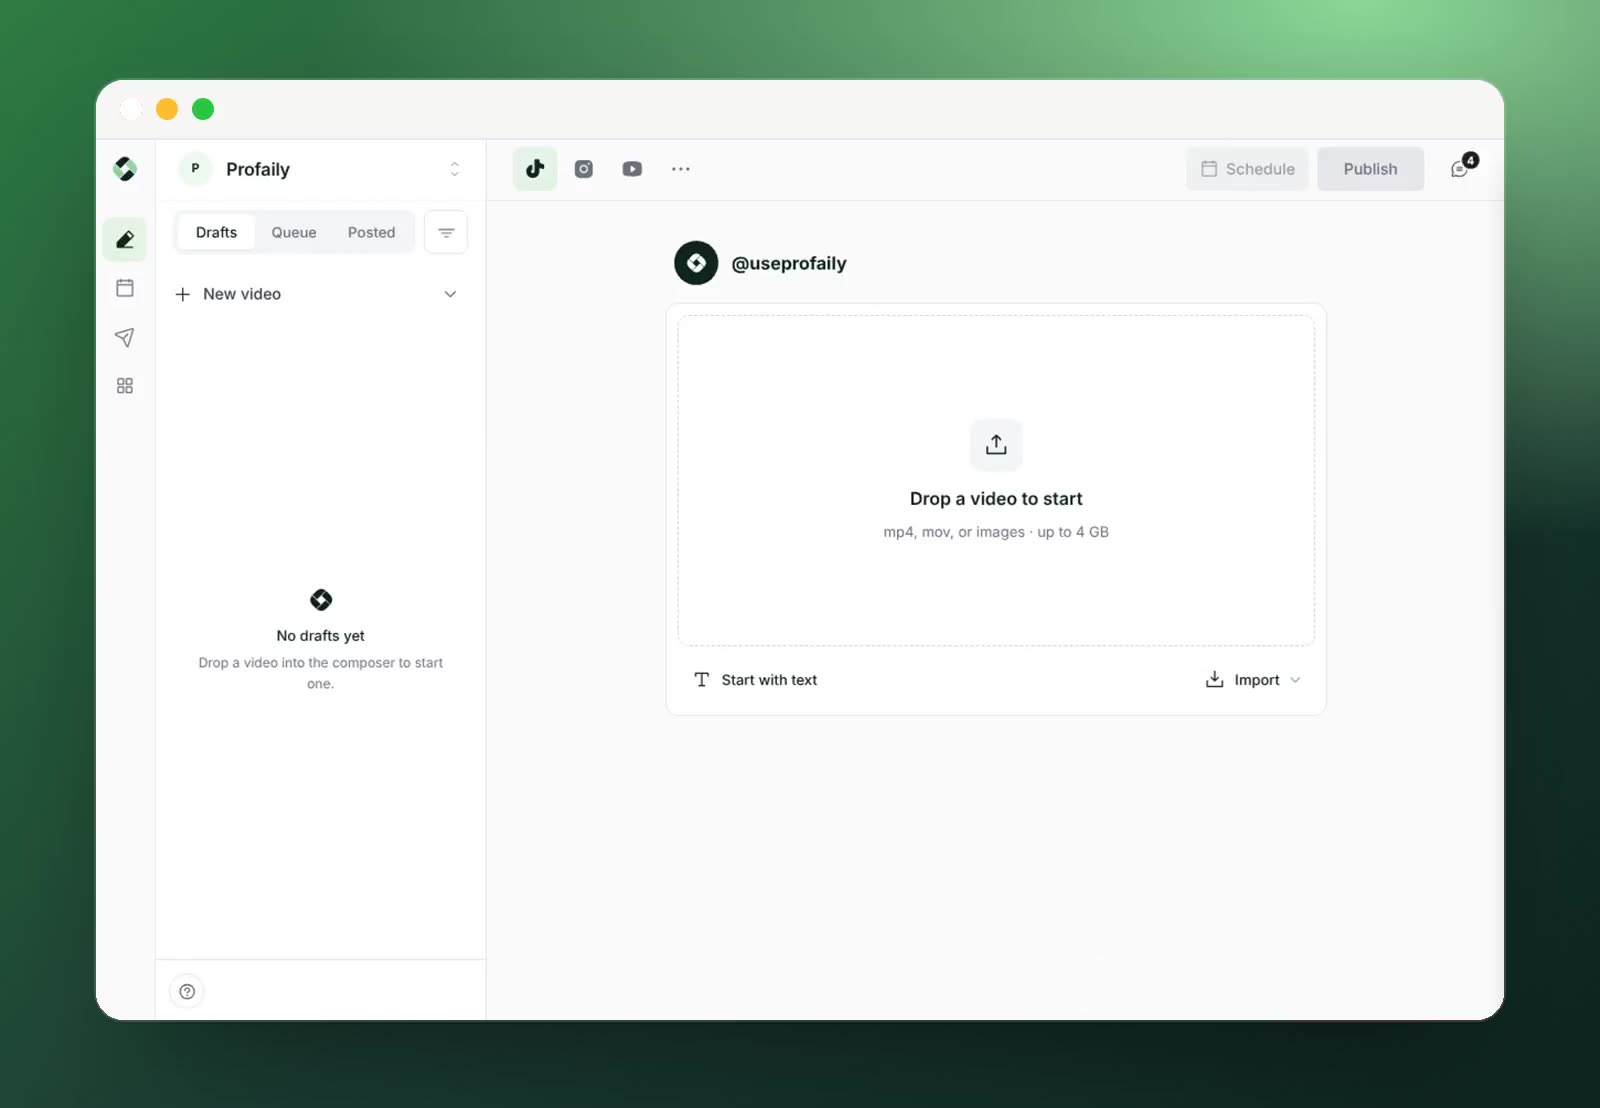 P Profaily
Schedule
Publish
4
Drafts
Queue
Posted
New video
@useprofaily
Drop a video to start
mp4, mov, or images · up to 4 GB
No drafts yet
Drop a video into the composer to start
one.
Start with text
Import